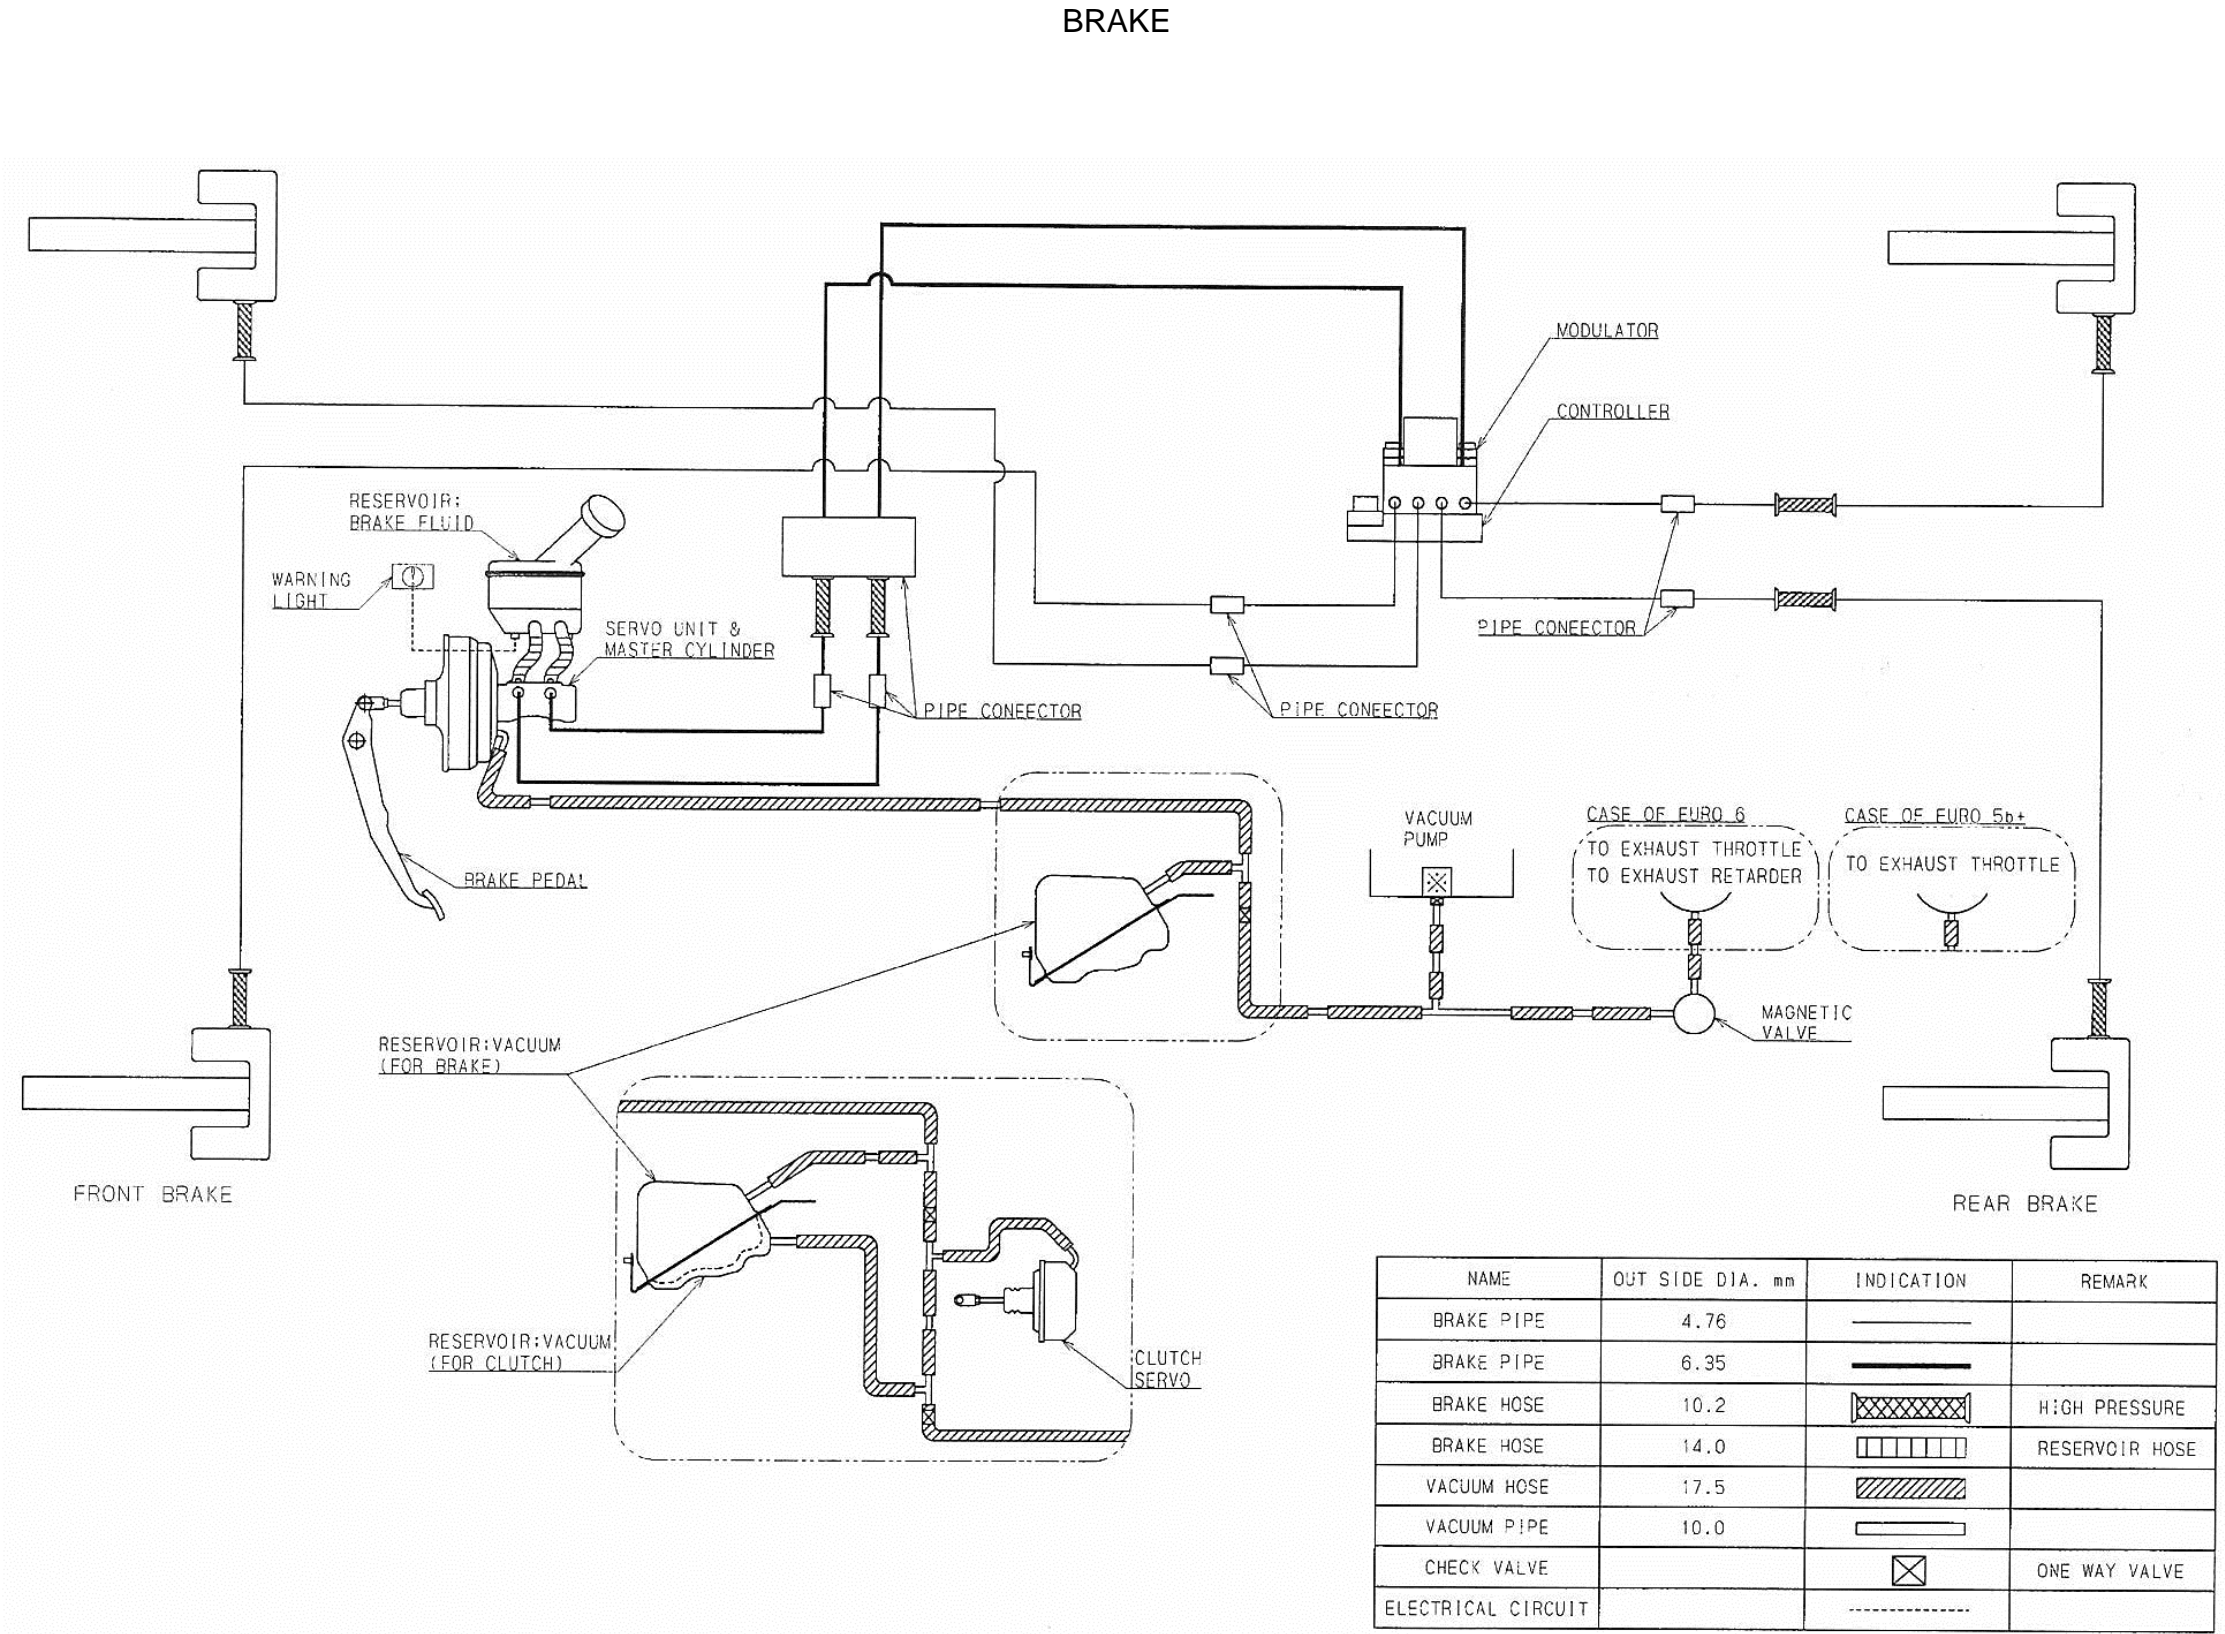 BRAKE
MODULATOR
CONTROLLER
RESERVOIR;
BRAKE FLUID
WARNING
LIGHT
SERVO UNIT &
MASTER CYLINDER
PIPE CONEECTOR
PIPE CONEECTOR
PIPE CONEECTOR
BRAKE PEDAL
VACUUM
PUMP
CASE OF EURO 6
TO EXHAUST THROTTLE
TO EXHAUST RETARDER
CASE OF EURO 5b+
TO EXHAUST THROTTLE
MAGNETIC
VALVE
RESERVOIR;VACUUM
(FOR BRAKE)
FRONT BRAKE
REAR BRAKE
RESERVOIR;VACUUM
(FOR CLUTCH)
CLUTCH
SERVO
NAME OUT SIDE DIA. mm INDICATION REMARK
BRAKE PIPE 4.76
BRAKE PIPE 6.35
BRAKE HOSE 10.2 HIGH PRESSURE
BRAKE HOSE 14.0 RESERVOIR HOSE
VACUUM HOSE 17.5
VACUUM PIPE 10.0
CHECK VALVE ONE WAY VALVE
ELECTRICAL CIRCUIT